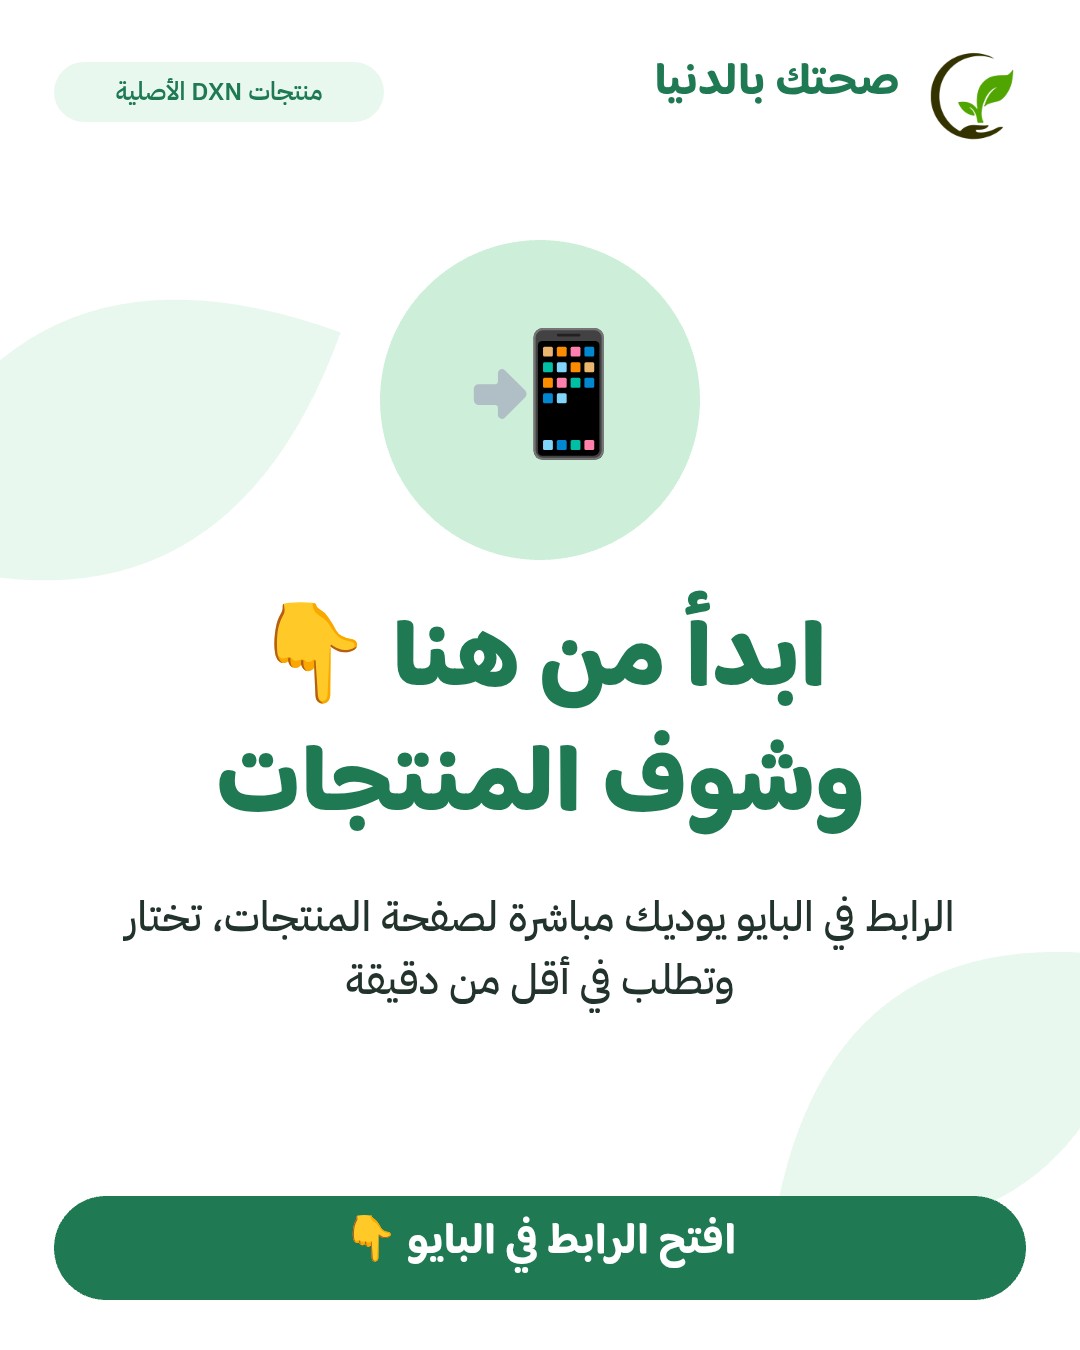 صحتك بالدنيا
منتجات DXN الأصلية
ابدأ من هنا 👇
وشوف المنتجات
الرابط في البايو يوديك مباشرة لصفحة المنتجات، تختار
وتطلب في أقل من دقيقة
افتح الرابط في البايو 👇